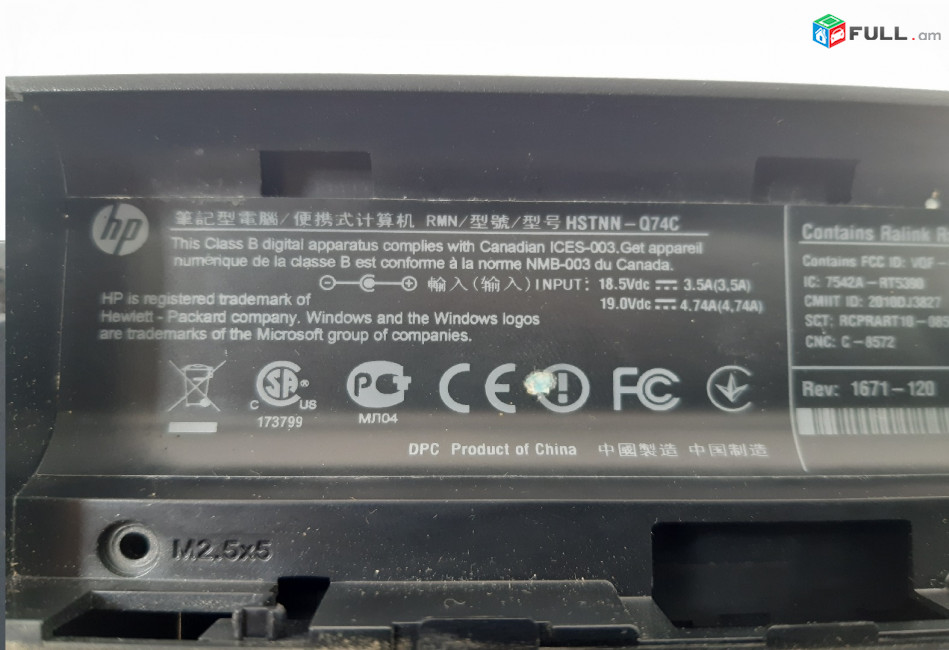 FULL.am
hp
筆記型電腦/便携式计算机 RMN/型號/型号 HSTNN-Q74C
This Class B digital apparatus complies with Canadian ICES-003.Get appareil
numérique de la classe B est conforme à la norme NMB-003 du Canada.
輸入(输入)INPUT: 18.5Vdc 3.5A(3,5A)
19.0Vdc 4.74A(4,74A)
HP is registered trademark of
Hewlett-Packard company. Windows and the Windows logos
are trademarks of the Microsoft group of companies.
SA
C US
173799
РСТ
МЛ04
CE
FC
DPC Product of China 中國製造 中国制造
Contains Ralink
Contains FCC ID: VQF-
IC: 7542A-RT5390
CMIIT ID: 2010DJ3827
SCT: RCPRART10-
CNC: C-8572
Rev: 1671-120
M2.5x5